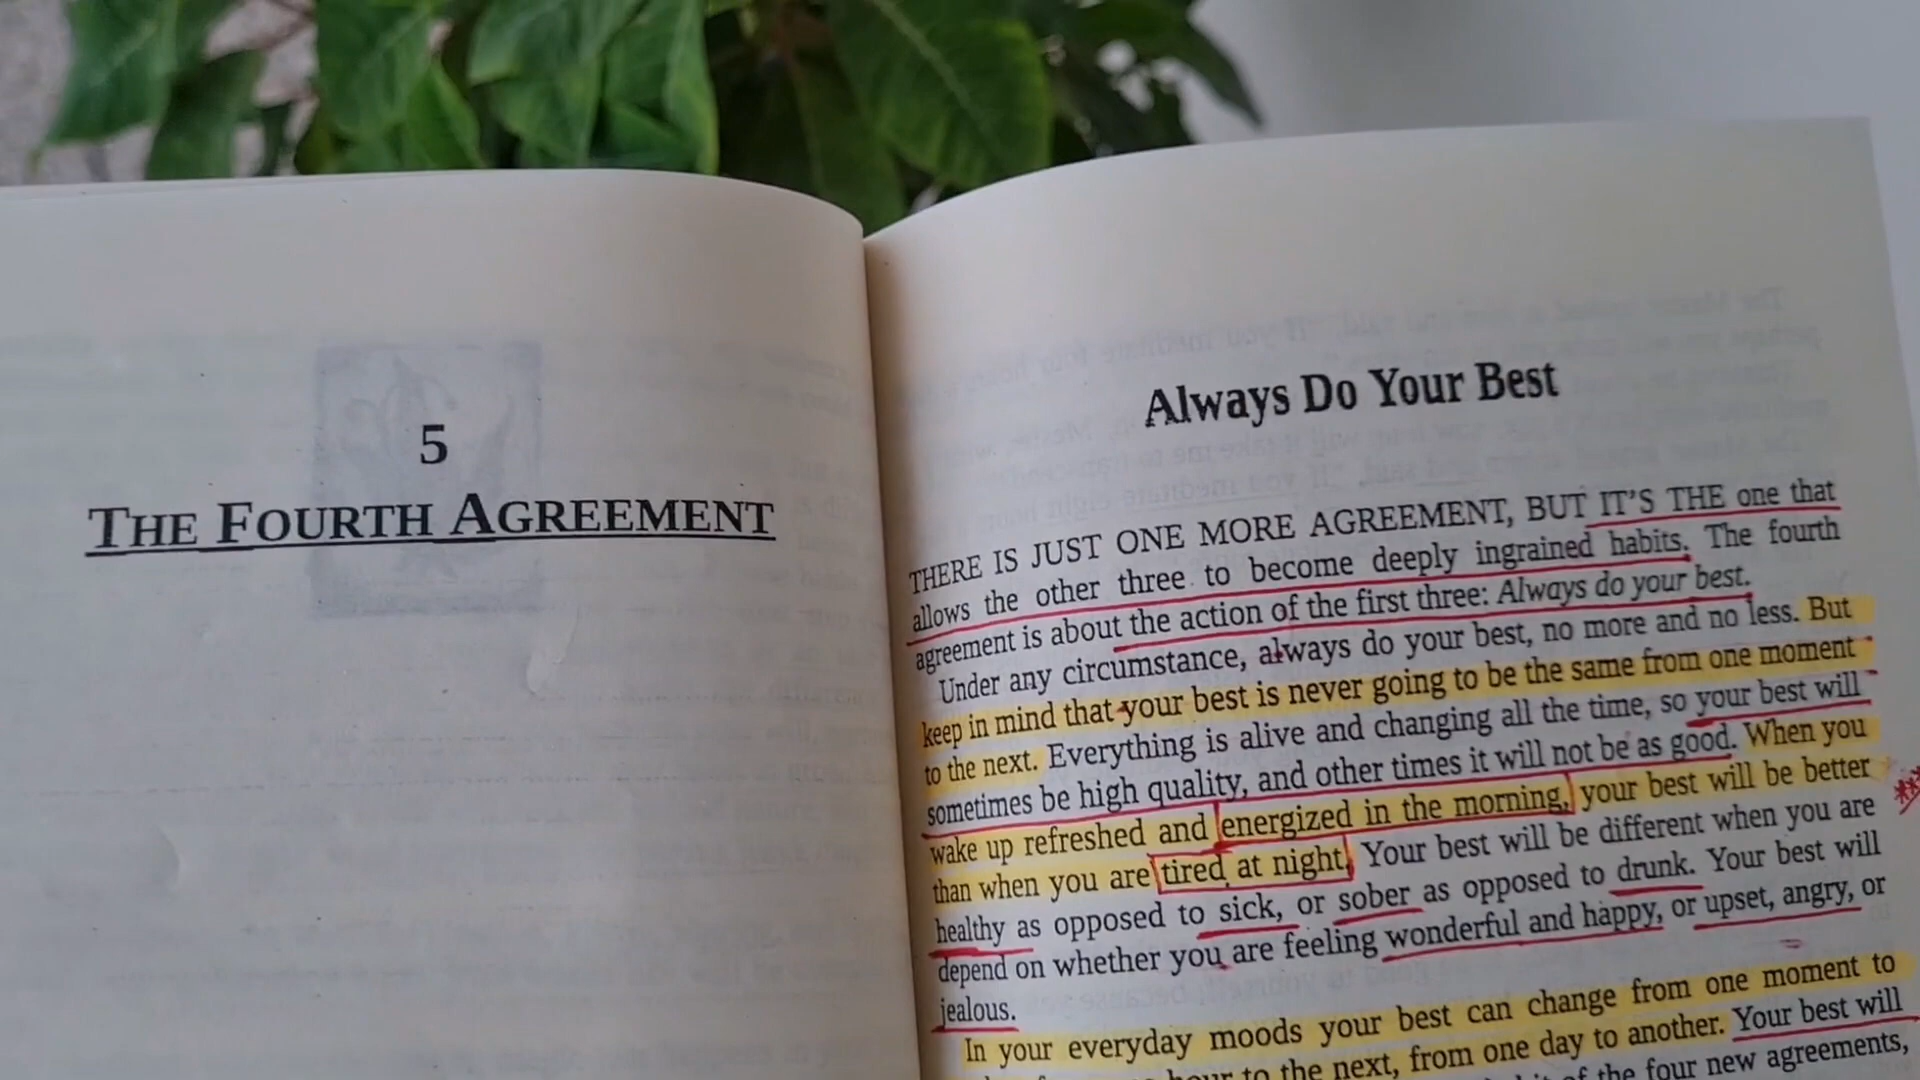 5
THE FOURTH AGREEMENT
Always Do Your Best
THERE IS JUST ONE MORE AGREEMENT, BUT IT'S THE one that
allows the other three to become deeply ingrained habits. The fourth
agreement is about the action of the first three: Always do your best.
Under any circumstance, always do your best, no more and no less. But
keep in mind that your best is never going to be the same from one moment
to the next. Everything is alive and changing all the time, so your best will
sometimes be high quality, and other times it will not be as good. When you
wake up refreshed and energized in the morning, your best will be better
than when you are tired at night. Your best will be different when you are
healthy as opposed to sick, or sober as opposed to drunk. Your best will
depend on whether you are feeling wonderful and happy, or upset, angry, or
jealous.
In your everyday moods your best can change from one moment to
hour to the next, from one day to another. Your best will
of the four new agreements,